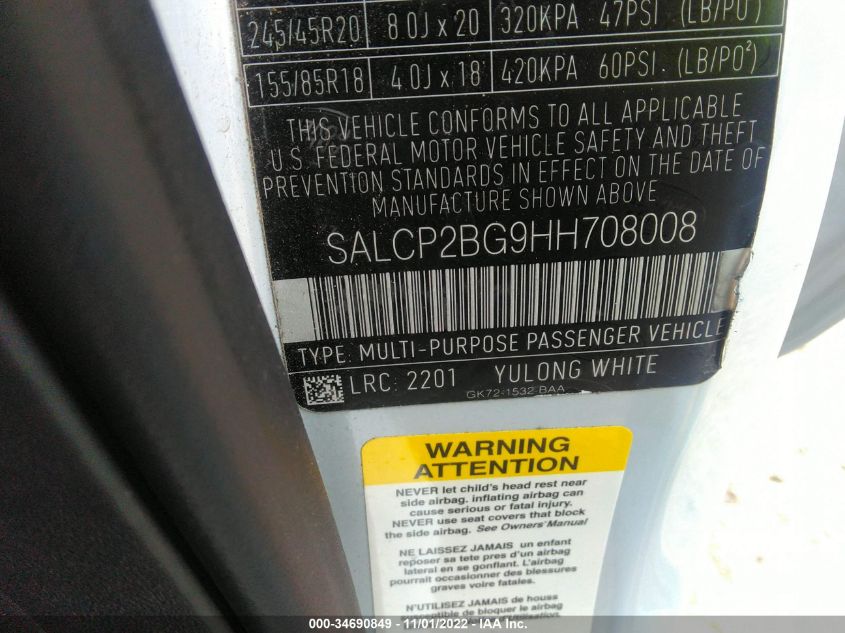 245/45R20 8.0J x 20 320KPA 47PSI (LB/PO²)
155/85R18 4.0J x 18 420KPA 60PSI (LB/PO²)
THIS VEHICLE CONFORMS TO ALL APPLICABLE
U.S. FEDERAL MOTOR VEHICLE SAFETY AND THEFT
PREVENTION STANDARDS IN EFFECT ON THE DATE OF
MANUFACTURE SHOWN ABOVE
SALCP2BG9HH708008
TYPE: MULTI-PURPOSE PASSENGER VEHICLE
LRC: 2201 YULONG WHITE
GK72-1532 BAA
WARNING
ATTENTION
NEVER let child's head rest near
side airbag. inflating airbag can
cause serious or fatal injury.
NEVER use seat covers that block
the side airbag. See Owners Manual
NE LAISSEZ JAMAIS un enfant
reposer sa tete pres d'un airbag
lateral en se gonflant. L'airbag
pourrait occasionner des blessures
graves voire fatales.
N'UTILISEZ JAMAIS de housse
de bloquer le airbag
000-34690849 - 11/01/2022 - IAA Inc.